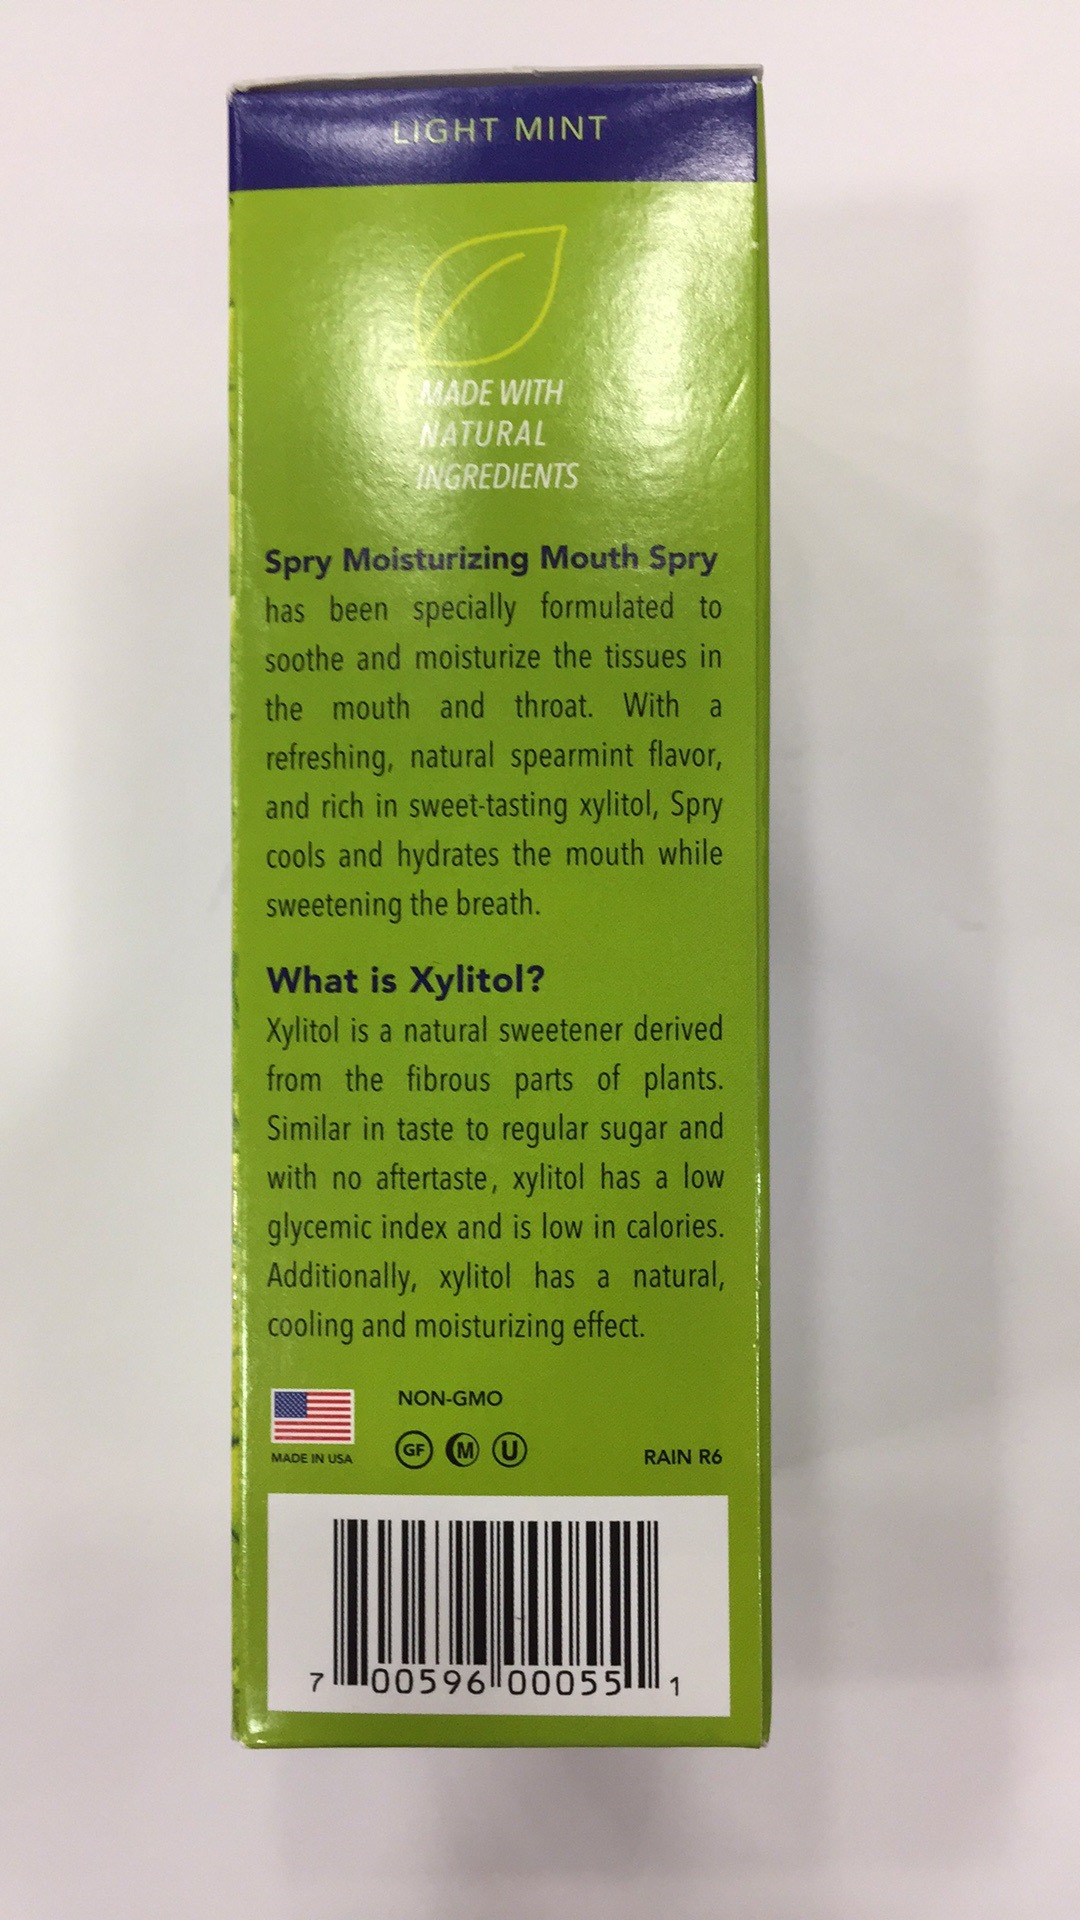 LIGHT MINT
MADE WITH
NATURAL
INGREDIENTS
Spry Moisturizing Mouth Spry
has been specially formulated to
soothe and moisturize the tissues in
the mouth and throat. With a
refreshing, natural spearmint flavor,
and rich in sweet-tasting xylitol, Spry
cools and hydrates the mouth while
sweetening the breath.
What is Xylitol?
Xylitol is a natural sweetener derived
from the fibrous parts of plants.
Similar in taste to regular sugar and
with no aftertaste, xylitol has a low
glycemic index and is low in calories.
Additionally, xylitol has a natural,
cooling and moisturizing effect.
NON-GMO
MADE IN USA GF M U RAIN R6
7 00596 00055 1